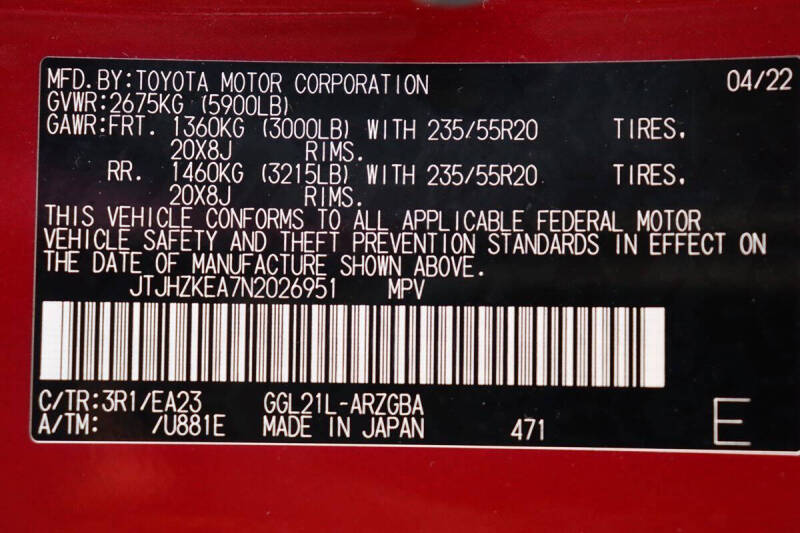 MFD. BY: TOYOTA MOTOR CORPORATION 04/22
GVWR: 2675KG (5900LB)
GAWR: FRT. 1360KG (3000LB) WITH 235/55R20 TIRES,
20X8J RIMS.
RR. 1460KG (3215LB) WITH 235/55R20 TIRES,
20X8J RIMS.
THIS VEHICLE CONFORMS TO ALL APPLICABLE FEDERAL MOTOR
VEHICLE SAFETY AND THEFT PREVENTION STANDARDS IN EFFECT ON
THE DATE OF MANUFACTURE SHOWN ABOVE.
JTJHZKEA7N2026951 MPV
C/TR: 3R1/EA23 GGL21L-ARZGBA
A/TM: /U881E MADE IN JAPAN 471 E